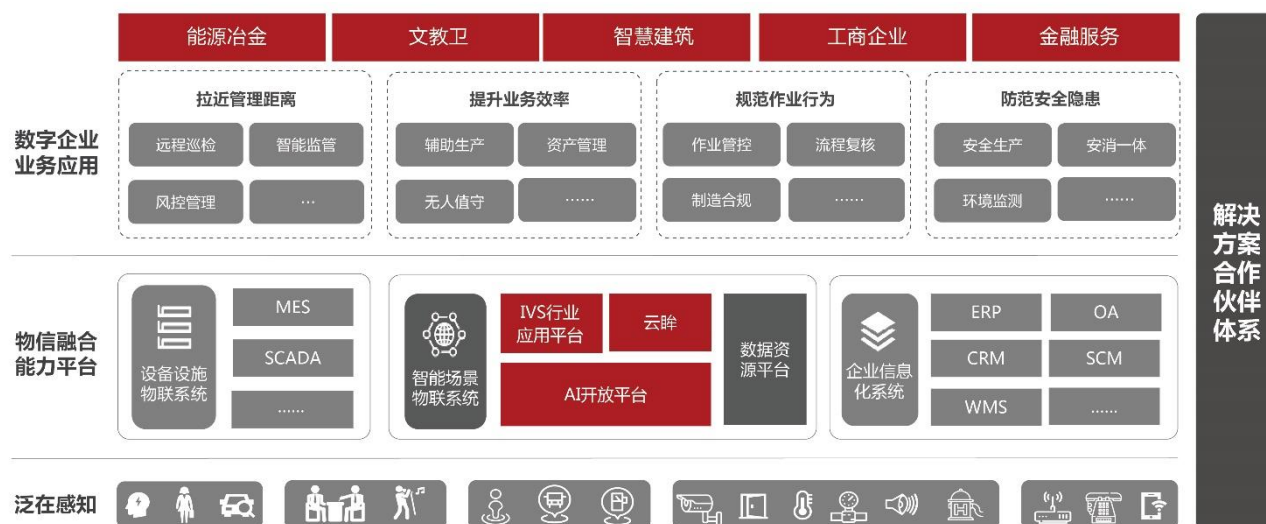 能源冶金
文教卫
智慧建筑
工商企业
金融服务
数字企业
业务应用
拉近管理距离
远程巡检
智能监管
风控管理
...
提升业务效率
辅助生产
资产管理
无人值守
......
规范作业行为
作业管控
流程复核
制造合规
......
防范安全隐患
安全生产
安消一体
环境监测
......
物信融合
能力平台
设备设施
物联系统
MES
SCADA
......
智能场景
物联系统
IVS行业
应用平台
云眸
AI开放平台
数据资
源平台
企业信息
化系统
ERP
OA
CRM
SCM
WMS
......
泛在感知
解决
方案
合作
伙伴
体系